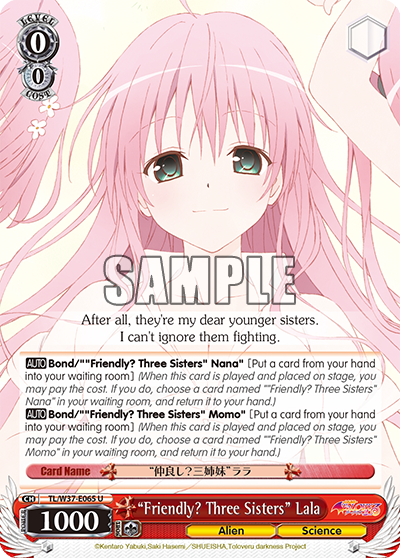 LEVEL
0
0
COST
SAMPLE
After all, they're my dear younger sisters.
I can't ignore them fighting.
AUTO Bond/""Friendly? Three Sisters" Nana" [Put a card from your hand
into your waiting room] (When this card is played and placed on stage, you
may pay the cost. If you do, choose a card named ""Friendly? Three Sisters"
Nana" in your waiting room, and return it to your hand.)
AUTO Bond/""Friendly? Three Sisters" Momo" [Put a card from your hand
into your waiting room] (When this card is played and placed on stage, you
may pay the cost. If you do, choose a card named ""Friendly? Three Sisters"
Momo" in your waiting room, and return it to your hand.)
Card Name
“仲良し?三姉妹”ララ
CH TL/W37-E065 U
POWER
1000
SOUL
“Friendly? Three Sisters” Lala
Alien
Science
©Kentaro Yabuki,Saki Hasemi／SHUEISHA,Toloveru darkness Project